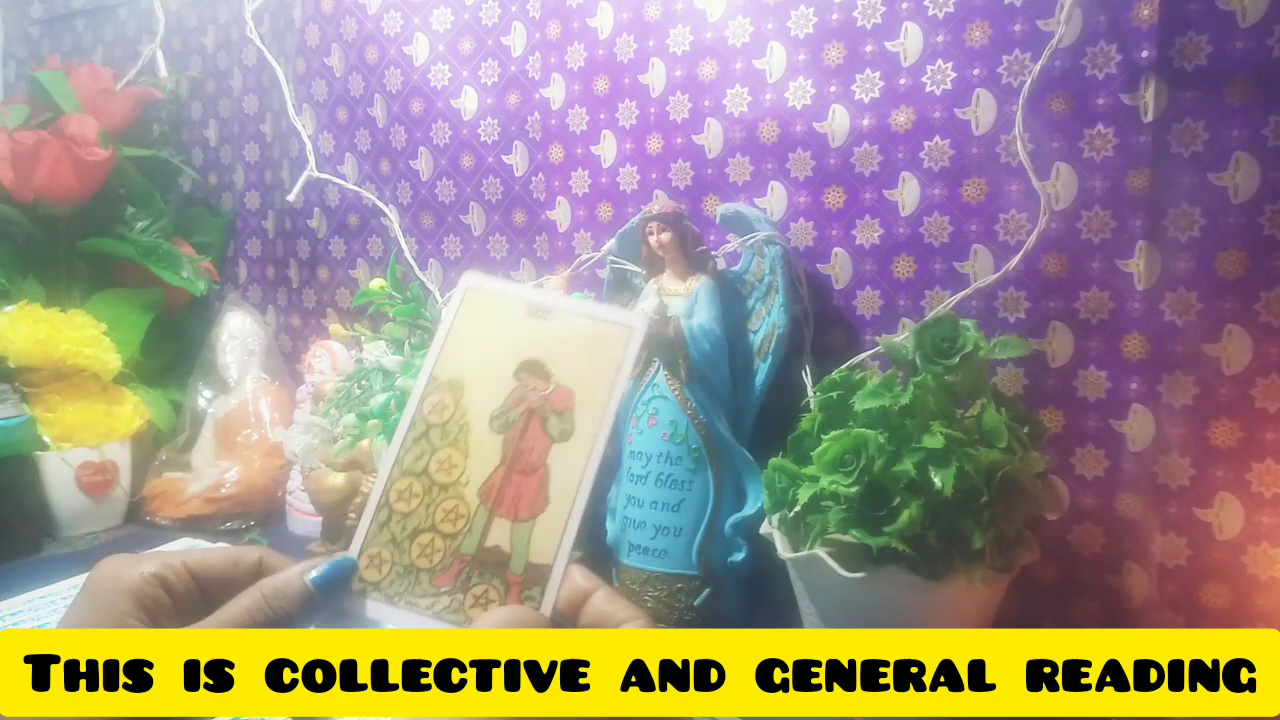 may the
lord bless
you and
give you
peace
THIS IS COLLECTIVE AND GENERAL READING